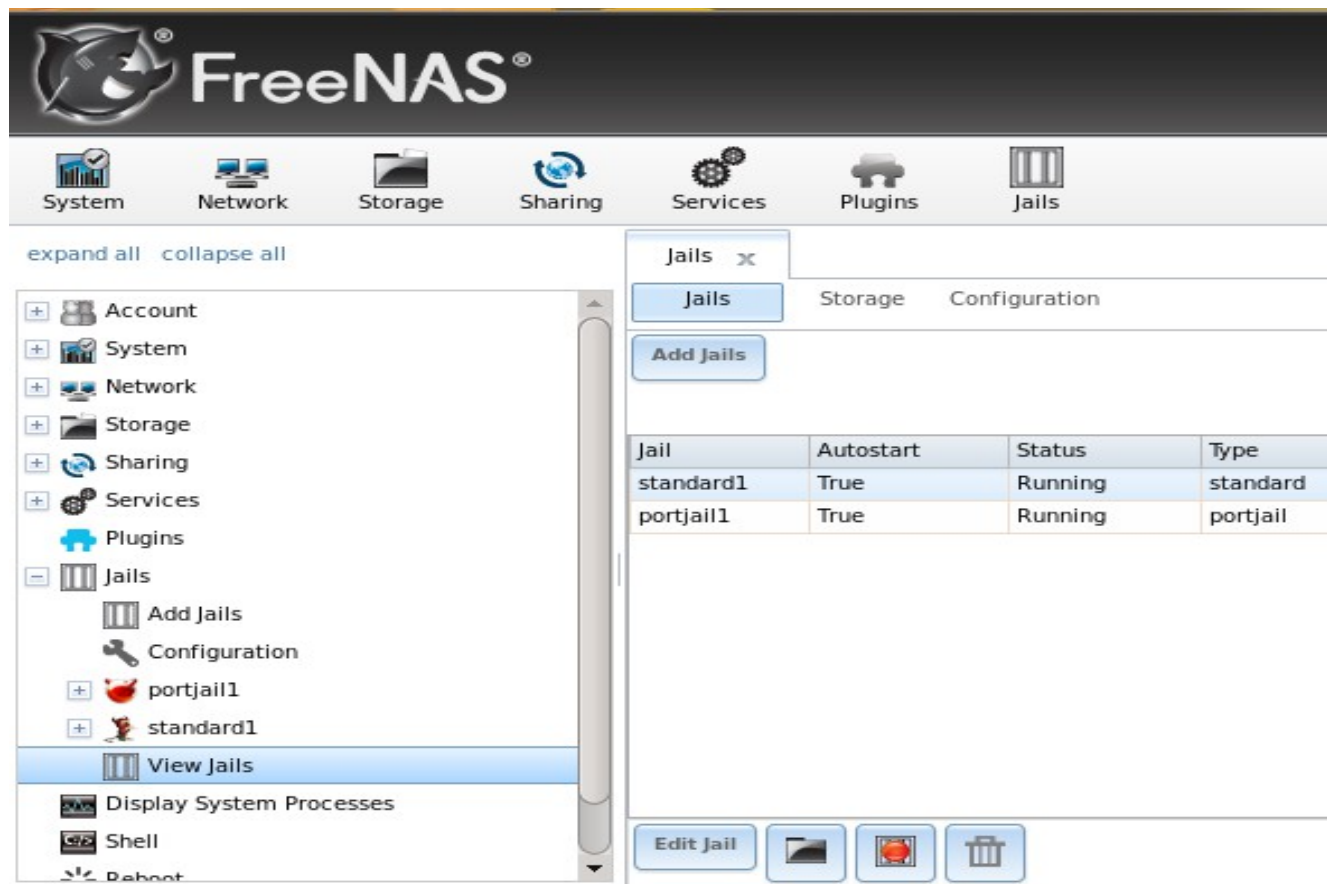 FreeNAS®
System Network Storage Sharing Services Plugins Jails
expand all collapse all
Account
System
Network
Storage
Sharing
Services
Plugins
Jails
Add Jails
Configuration
portjail1
standard1
View Jails
Display System Processes
Shell
Reboot
Jails x
Jails Storage Configuration
Add Jails
Jail Autostart Status Type
standard1 True Running standard
portjail1 True Running portjail
Edit Jail